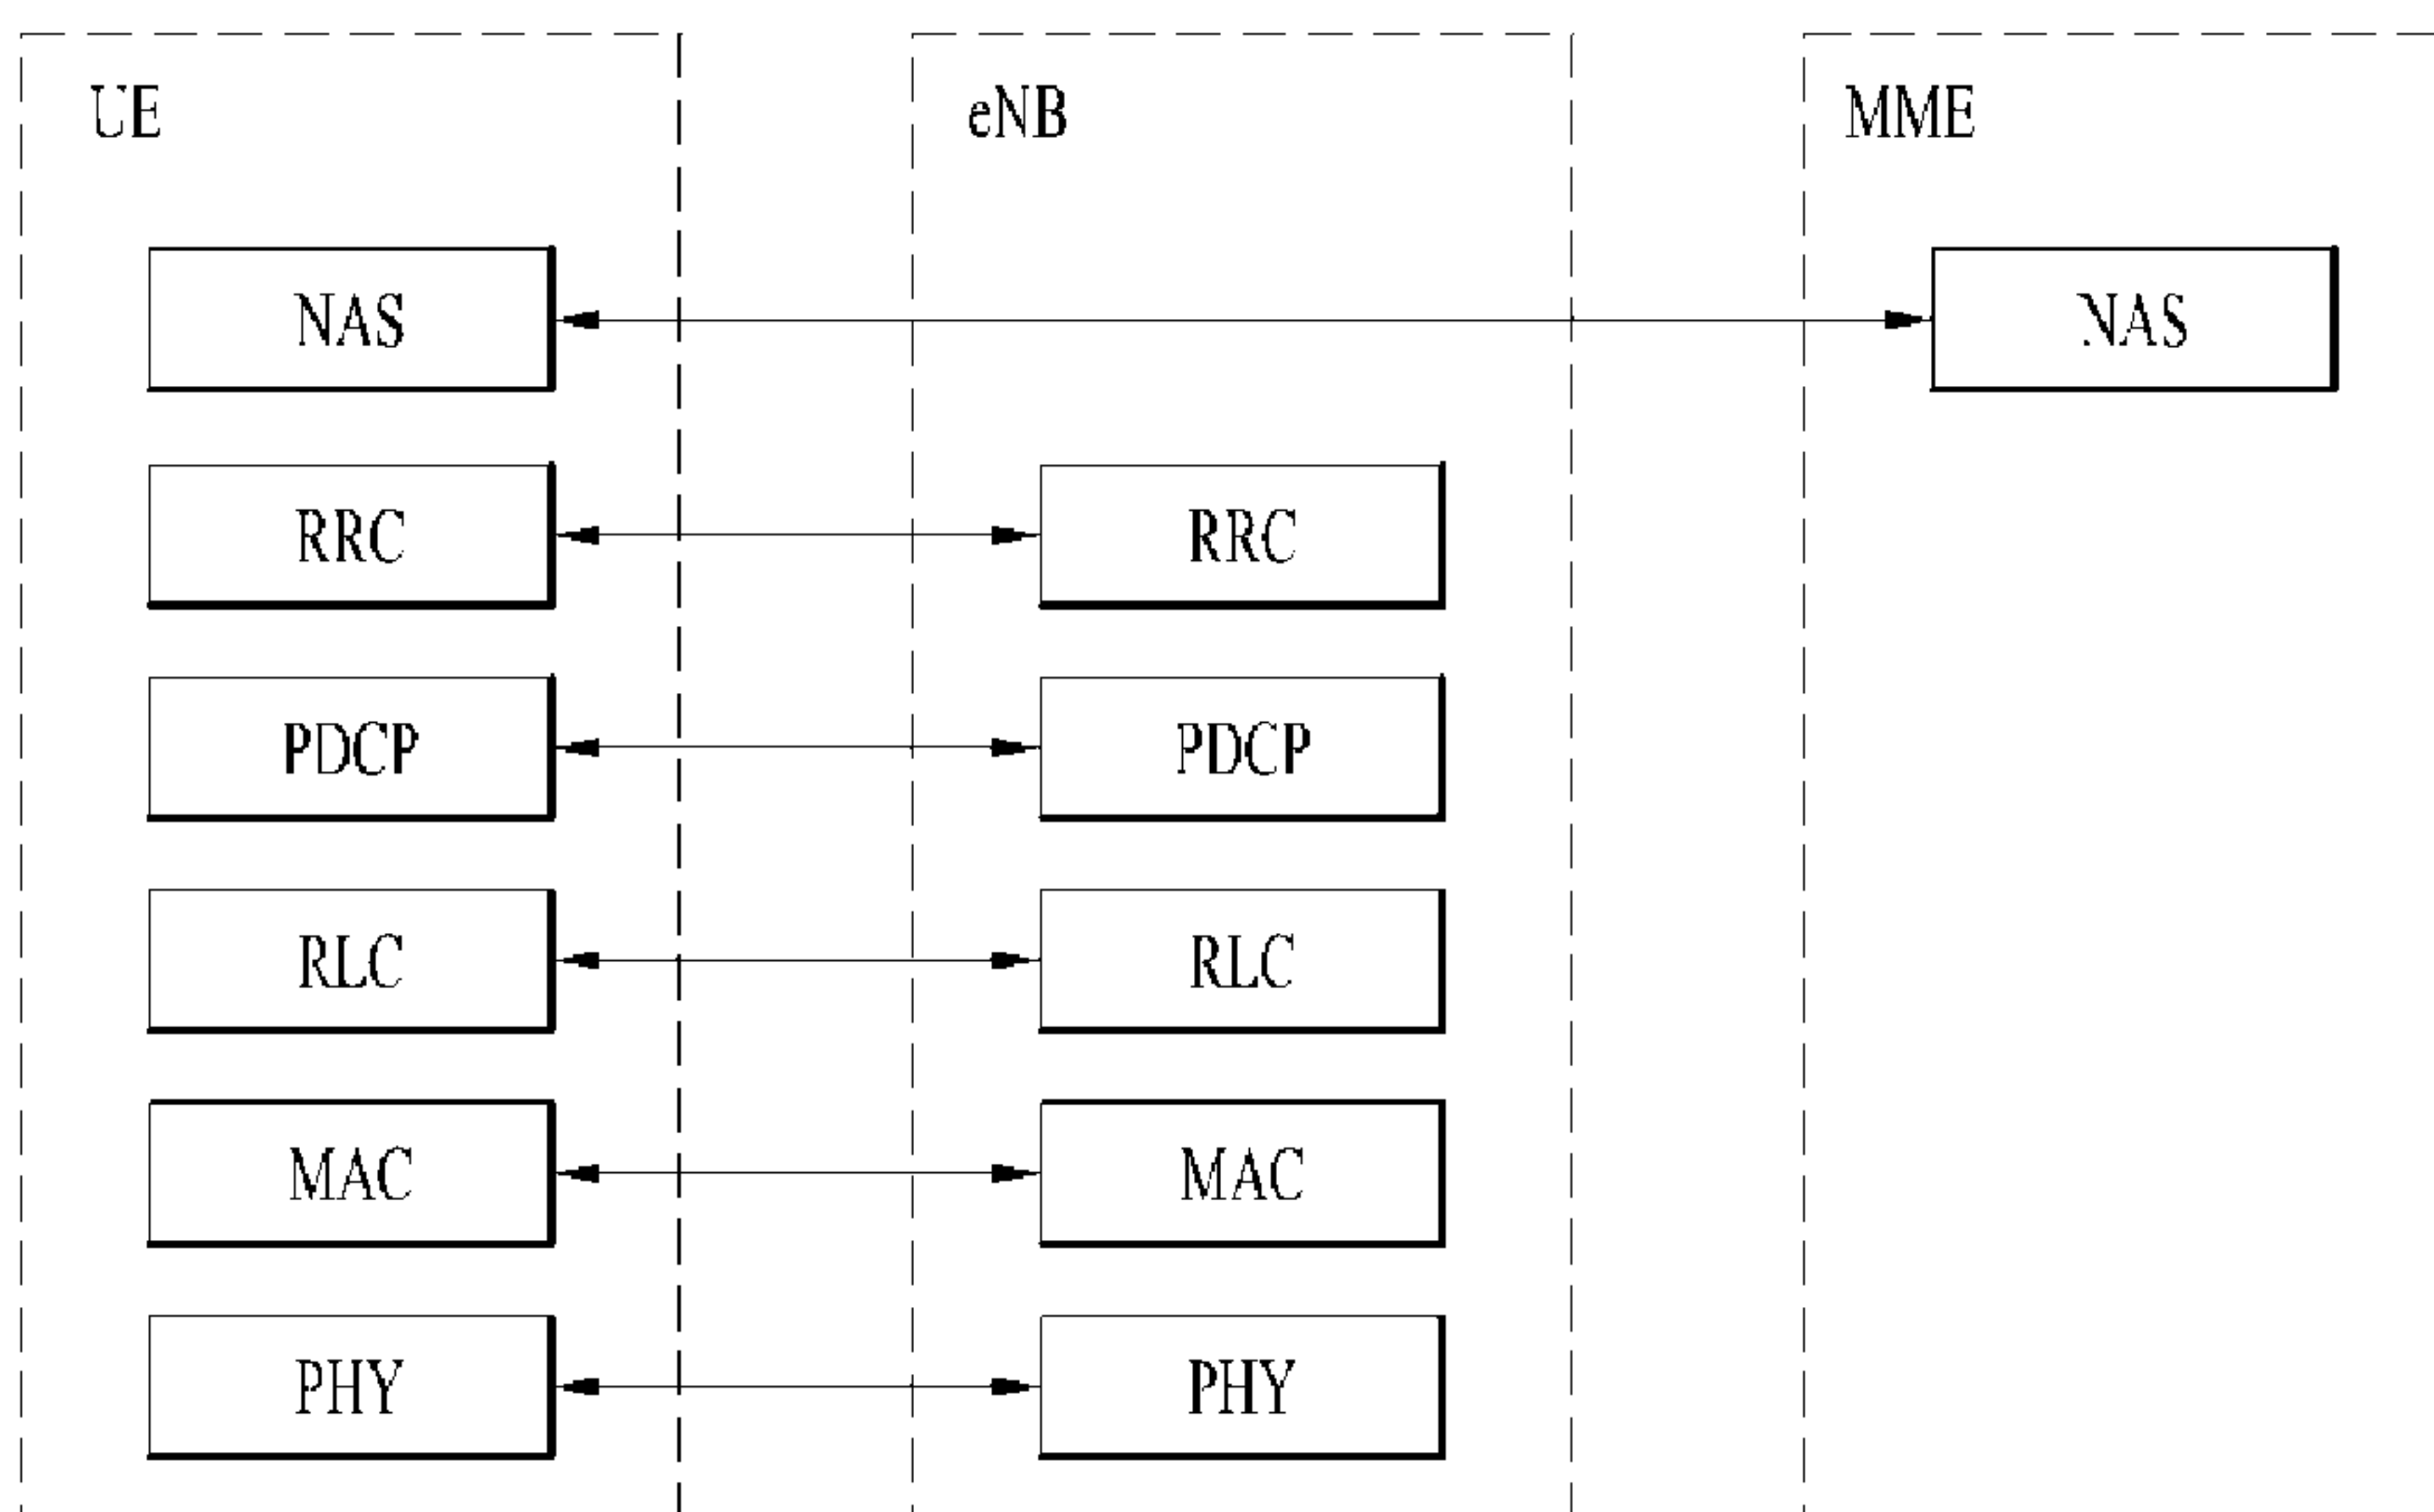 UE eNB MME
NAS NAS
RRC RRC
PDCP PDCP
RLC RLC
MAC MAC
PHY PHY